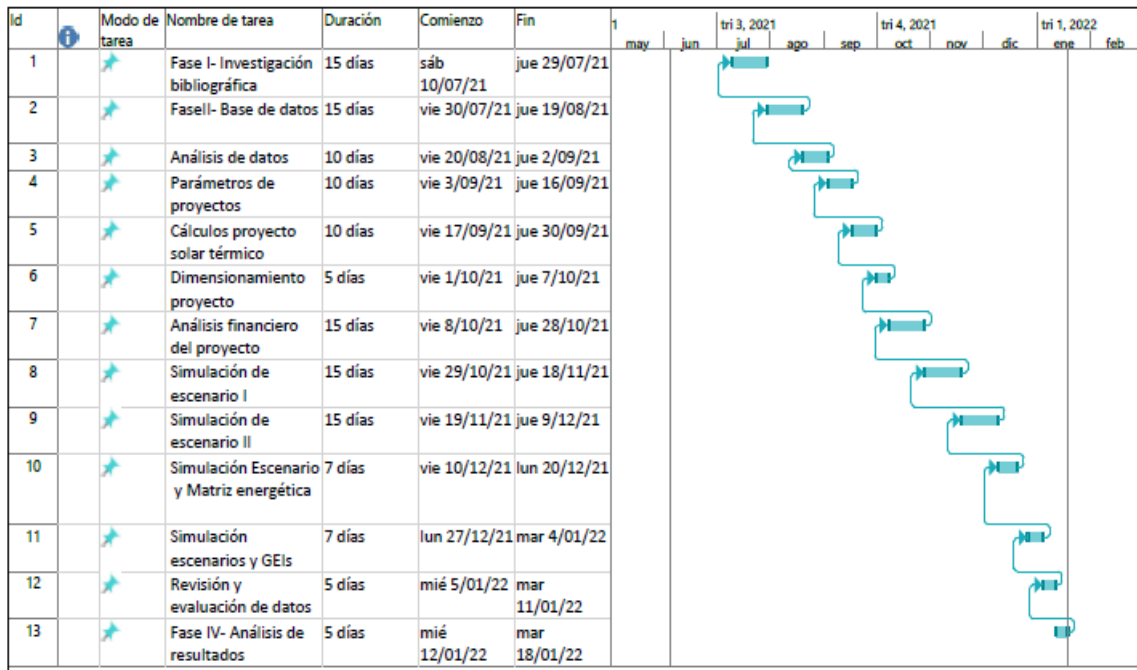 Id Modo de tarea Nombre de tarea Duración Comienzo Fin
1 tri 3, 2021 tri 4, 2021 tri 1, 2022
may jun jul ago sep oct nov dic ene feb
1 Fase I- Investigación 15 días sáb jue 29/07/21
bibliográfica 10/07/21
2 FaseII- Base de datos 15 días vie 30/07/21 jue 19/08/21
3 Análisis de datos 10 días vie 20/08/21 jue 2/09/21
4 Parámetros de 10 días vie 3/09/21 jue 16/09/21
proyectos
5 Cálculos proyecto 10 días vie 17/09/21 jue 30/09/21
solar térmico
6 Dimensionamiento 5 días vie 1/10/21 jue 7/10/21
proyecto
7 Análisis financiero 15 días vie 8/10/21 jue 28/10/21
del proyecto
8 Simulación de 15 días vie 29/10/21 jue 18/11/21
escenario I
9 Simulación de 15 días vie 19/11/21 jue 9/12/21
escenario II
10 Simulación Escenario 7 días vie 10/12/21 lun 20/12/21
y Matriz energética
11 Simulación 7 días lun 27/12/21 mar 4/01/22
escenarios y GEIs
12 Revisión y 5 días mié 5/01/22 mar
evaluación de datos 11/01/22
13 Fase IV- Análisis de 5 días mié mar
resultados 12/01/22 18/01/22